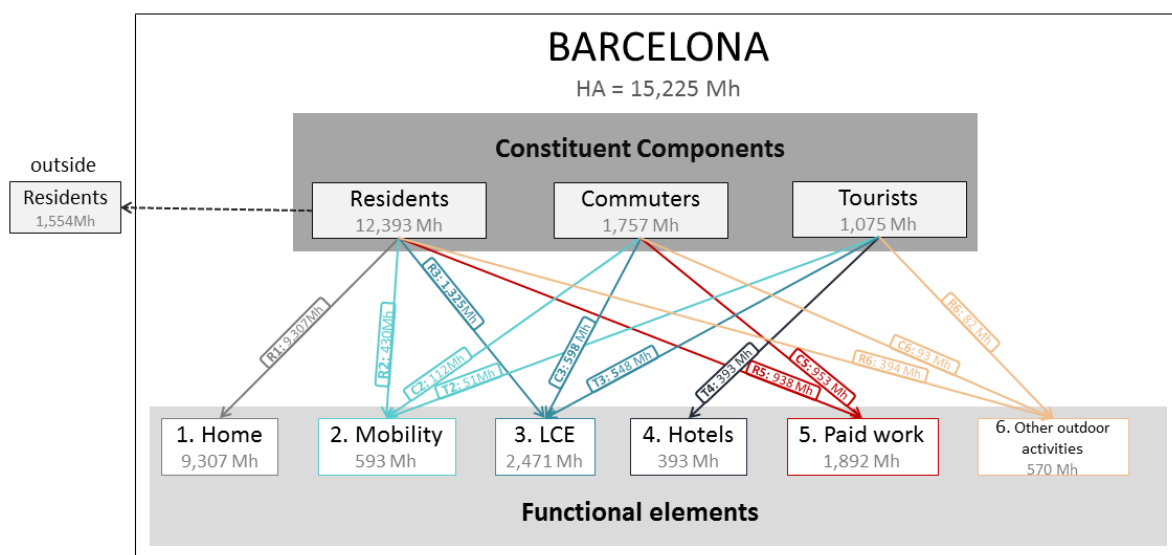 BARCELONA
HA = 15,225 Mh
Constituent Components
outside
Residents
1,554Mh
Residents
12,393 Mh
Commuters
1,757 Mh
Tourists
1,075 Mh
R1: 9,307Mh
R2: 430Mh
R3: 1,325Mh
C2: 112Mh
T2: 51Mh
C3: 598 Mh
T3: 548 Mh
T4: 393 Mh
R5: 938 Mh
C5: 953 Mh
R6: 394 Mh
C6: 93 Mh
R6: 82 Mh
1. Home
9,307 Mh
2. Mobility
593 Mh
3. LCE
2,471 Mh
4. Hotels
393 Mh
5. Paid work
1,892 Mh
6. Other outdoor
activities
570 Mh
Functional elements